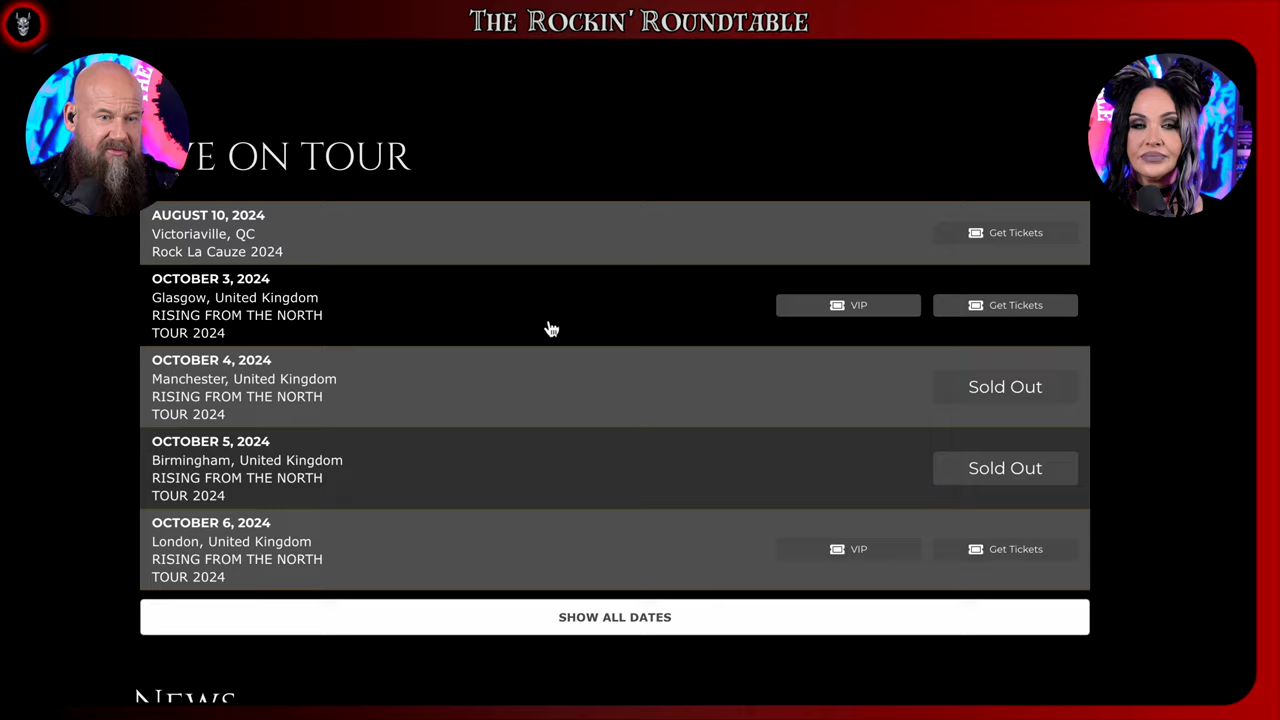 THE ROCKIN' ROUNDTABLE
VE ON TOUR
AUGUST 10, 2024
Victoriaville, QC
Rock La Cauze 2024
Get Tickets
OCTOBER 3, 2024
Glasgow, United Kingdom
RISING FROM THE NORTH
TOUR 2024
VIP
Get Tickets
OCTOBER 4, 2024
Manchester, United Kingdom
RISING FROM THE NORTH
TOUR 2024
Sold Out
OCTOBER 5, 2024
Birmingham, United Kingdom
RISING FROM THE NORTH
TOUR 2024
Sold Out
OCTOBER 6, 2024
London, United Kingdom
RISING FROM THE NORTH
TOUR 2024
VIP
Get Tickets
SHOW ALL DATES
NEWS